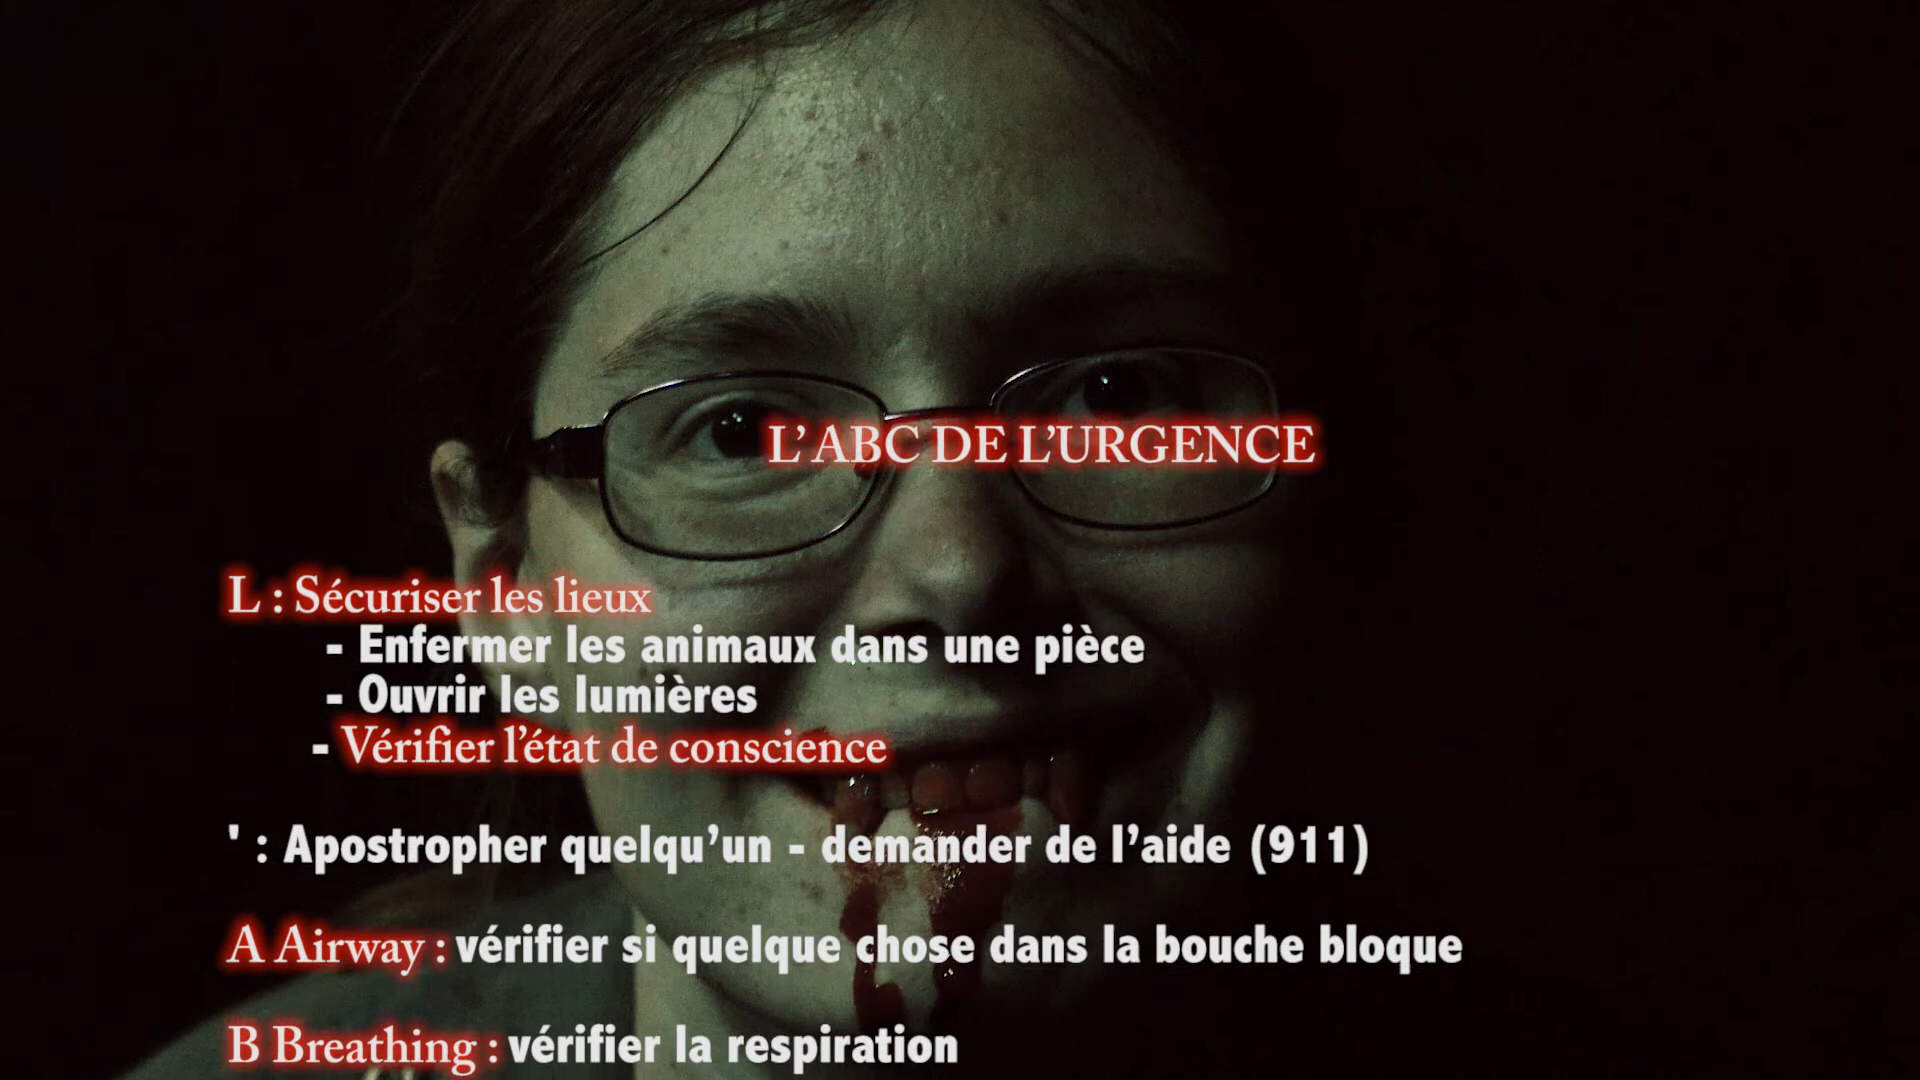 L’ABC DE L’URGENCE
L : Sécuriser les lieux
- Enfermer les animaux dans une pièce
- Ouvrir les lumières
- Vérifier l’état de conscience
' : Apostropher quelqu’un - demander de l’aide (911)
A Airway : vérifier si quelque chose dans la bouche bloque
B Breathing : vérifier la respiration